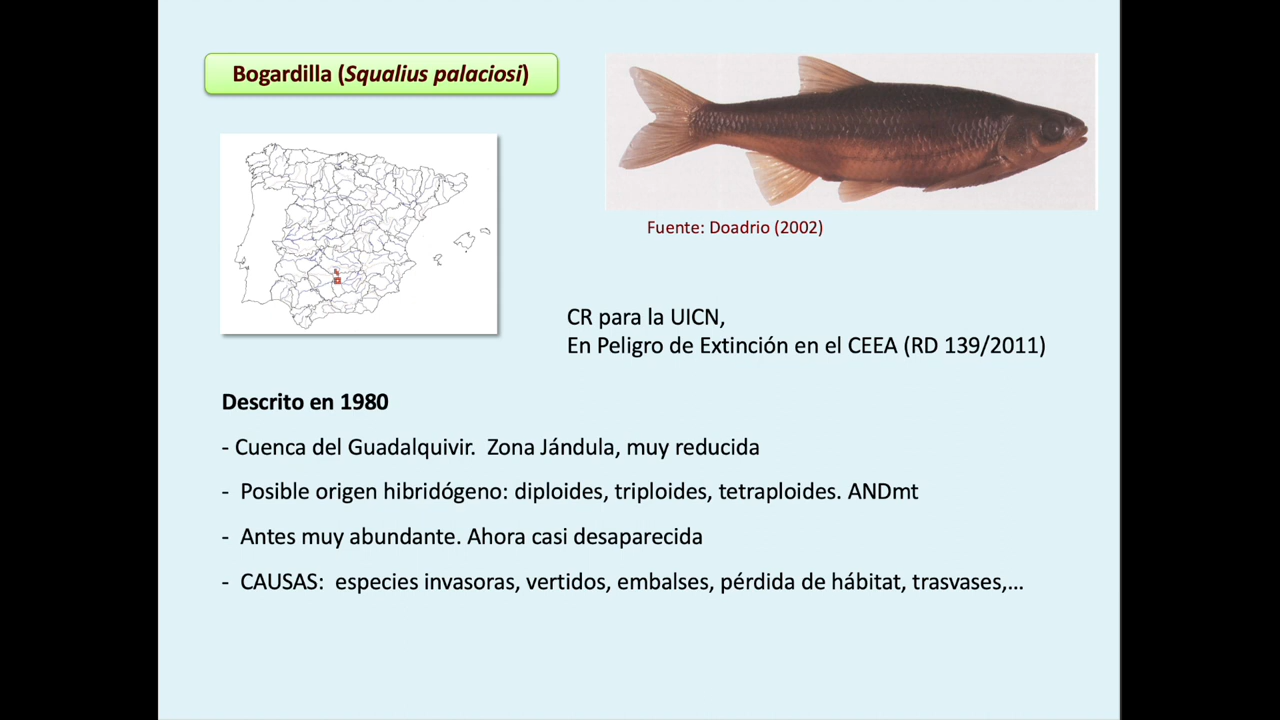 Bogardilla (Squalius palaciosi)
Fuente: Doadrio (2002)
CR para la UICN,
En Peligro de Extinción en el CEEA (RD 139/2011)
Descrito en 1980
- Cuenca del Guadalquivir. Zona Jándula, muy reducida
- Posible origen hibridógeno: diploides, triploides, tetraploides. ANDmt
- Antes muy abundante. Ahora casi desaparecida
- CAUSAS: especies invasoras, vertidos, embalses, pérdida de hábitat, trasvases,...